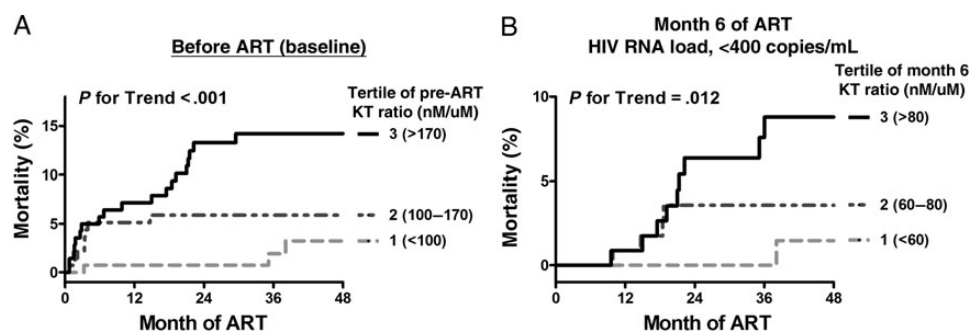 A
Before ART (baseline)
P for Trend <.001
Tertile of pre-ART
KT ratio (nM/uM)
Mortality (%)
15
10
5
0
3 (>170)
2 (100–170)
1 (<100)
0
12
24
36
48
Month of ART
B
Month 6 of ART
HIV RNA load, <400 copies/mL
P for Trend = .012
Tertile of month 6
KT ratio (nM/uM)
Mortality (%)
10
5
0
3 (>80)
2 (60–80)
1 (<60)
0
12
24
36
48
Month of ART